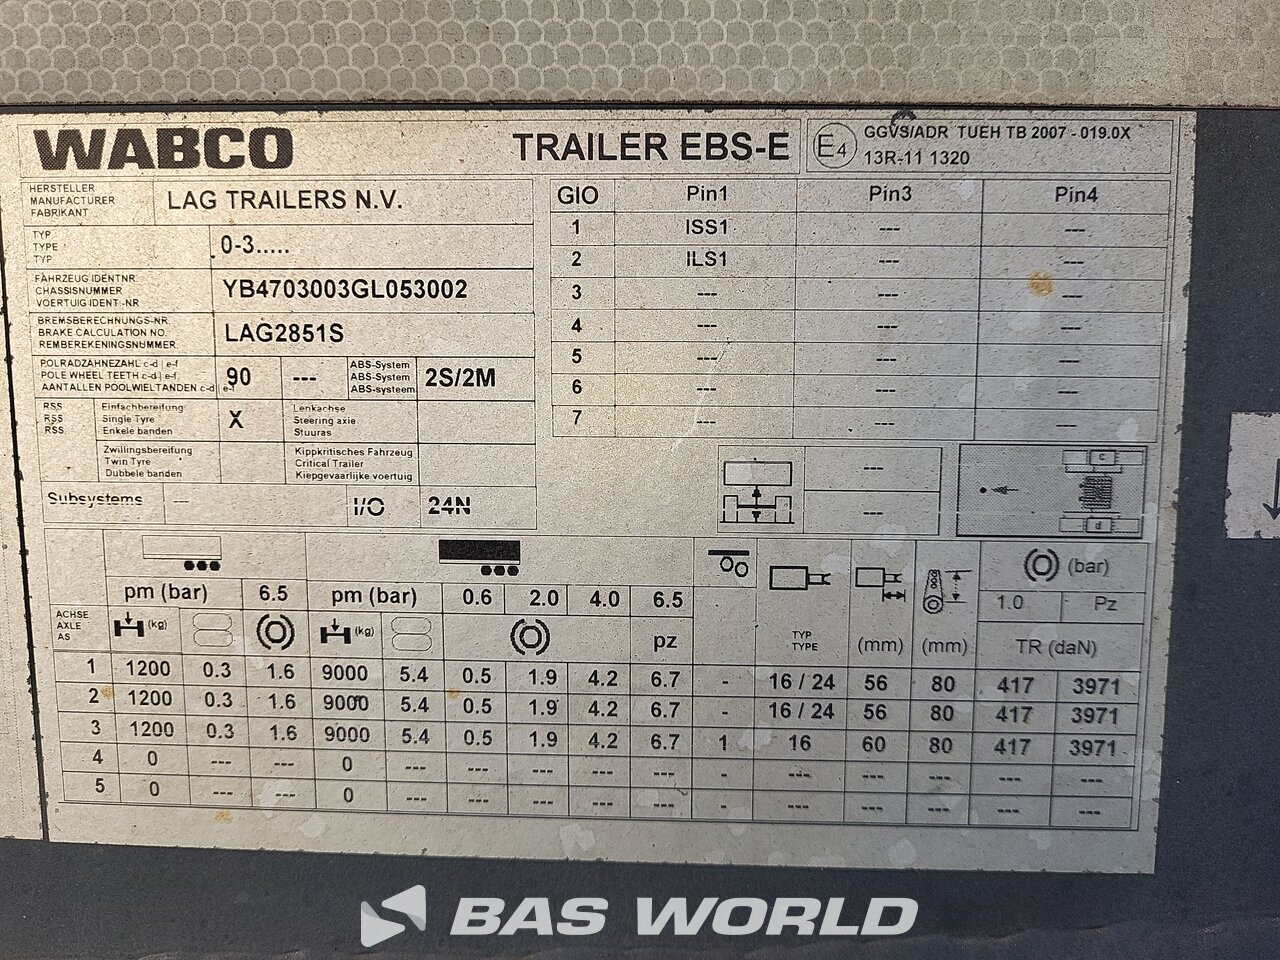 WABCO
TRAILER EBS-E
E4
GGVS/ADR TUEH TB 2007 - 019.0X
13R-11 1320
HERSTELLER
MANUFACTURER
FABRIKANT
LAG TRAILERS N.V.
TYP
TYPE
TYP
0-3.....
FAHRZEUG IDENTNR.
CHASSISNUMMER
VOERTUIG IDENT.-NR
YB4703003GL053002
BREMSBERECHNUNGS-NR.
BRAKE CALCULATION NO.
REMBEREKENINGSNUMMER.
LAG2851S
POLRADZAHNEZAHL c-d | e-f
POLE WHEEL TEETH c-d | e-f
AANTALLEN POOLWIELTANDEN c-d | e-f
90 ---
ABS-System
ABS-System
ABS-systeem
2S/2M
RSS
RSS
RSS
Einfachbereifung
Single Tyre
Enkele banden
X
Lenkachse
Steering axie
Stuuras
Zwillingsbereifung
Twin Tyre
Dubbele banden
Kippkritisches Fahrzeug
Critical Trailer
Kiepgevaarlijke voertuig
Subsystems --- I/O 24N
GIO Pin1 Pin3 Pin4
1 ISS1 --- ---
2 ILS1 --- ---
3 --- --- ---
4 --- --- ---
5 --- --- ---
6 --- --- ---
7 --- --- ---
---
---
c
d
pm (bar) 6.5 pm (bar) 0.6 2.0 4.0 6.5
(bar)
1.0 Pz
ACHSE
AXLE
AS
(kg) (kg) pz
TYP
TYPE
(mm) (mm) TR (daN)
1 1200 0.3 1.6 9000 5.4 0.5 1.9 4.2 6.7 - 16 / 24 56 80 417 3971
2 1200 0.3 1.6 9000 5.4 0.5 1.9 4.2 6.7 - 16 / 24 56 80 417 3971
3 1200 0.3 1.6 9000 5.4 0.5 1.9 4.2 6.7 1 16 60 80 417 3971
4 0 --- --- 0 --- --- --- --- --- - --- --- --- --- ---
5 0 --- --- 0 --- --- --- --- --- - --- --- --- --- ---
BAS WORLD